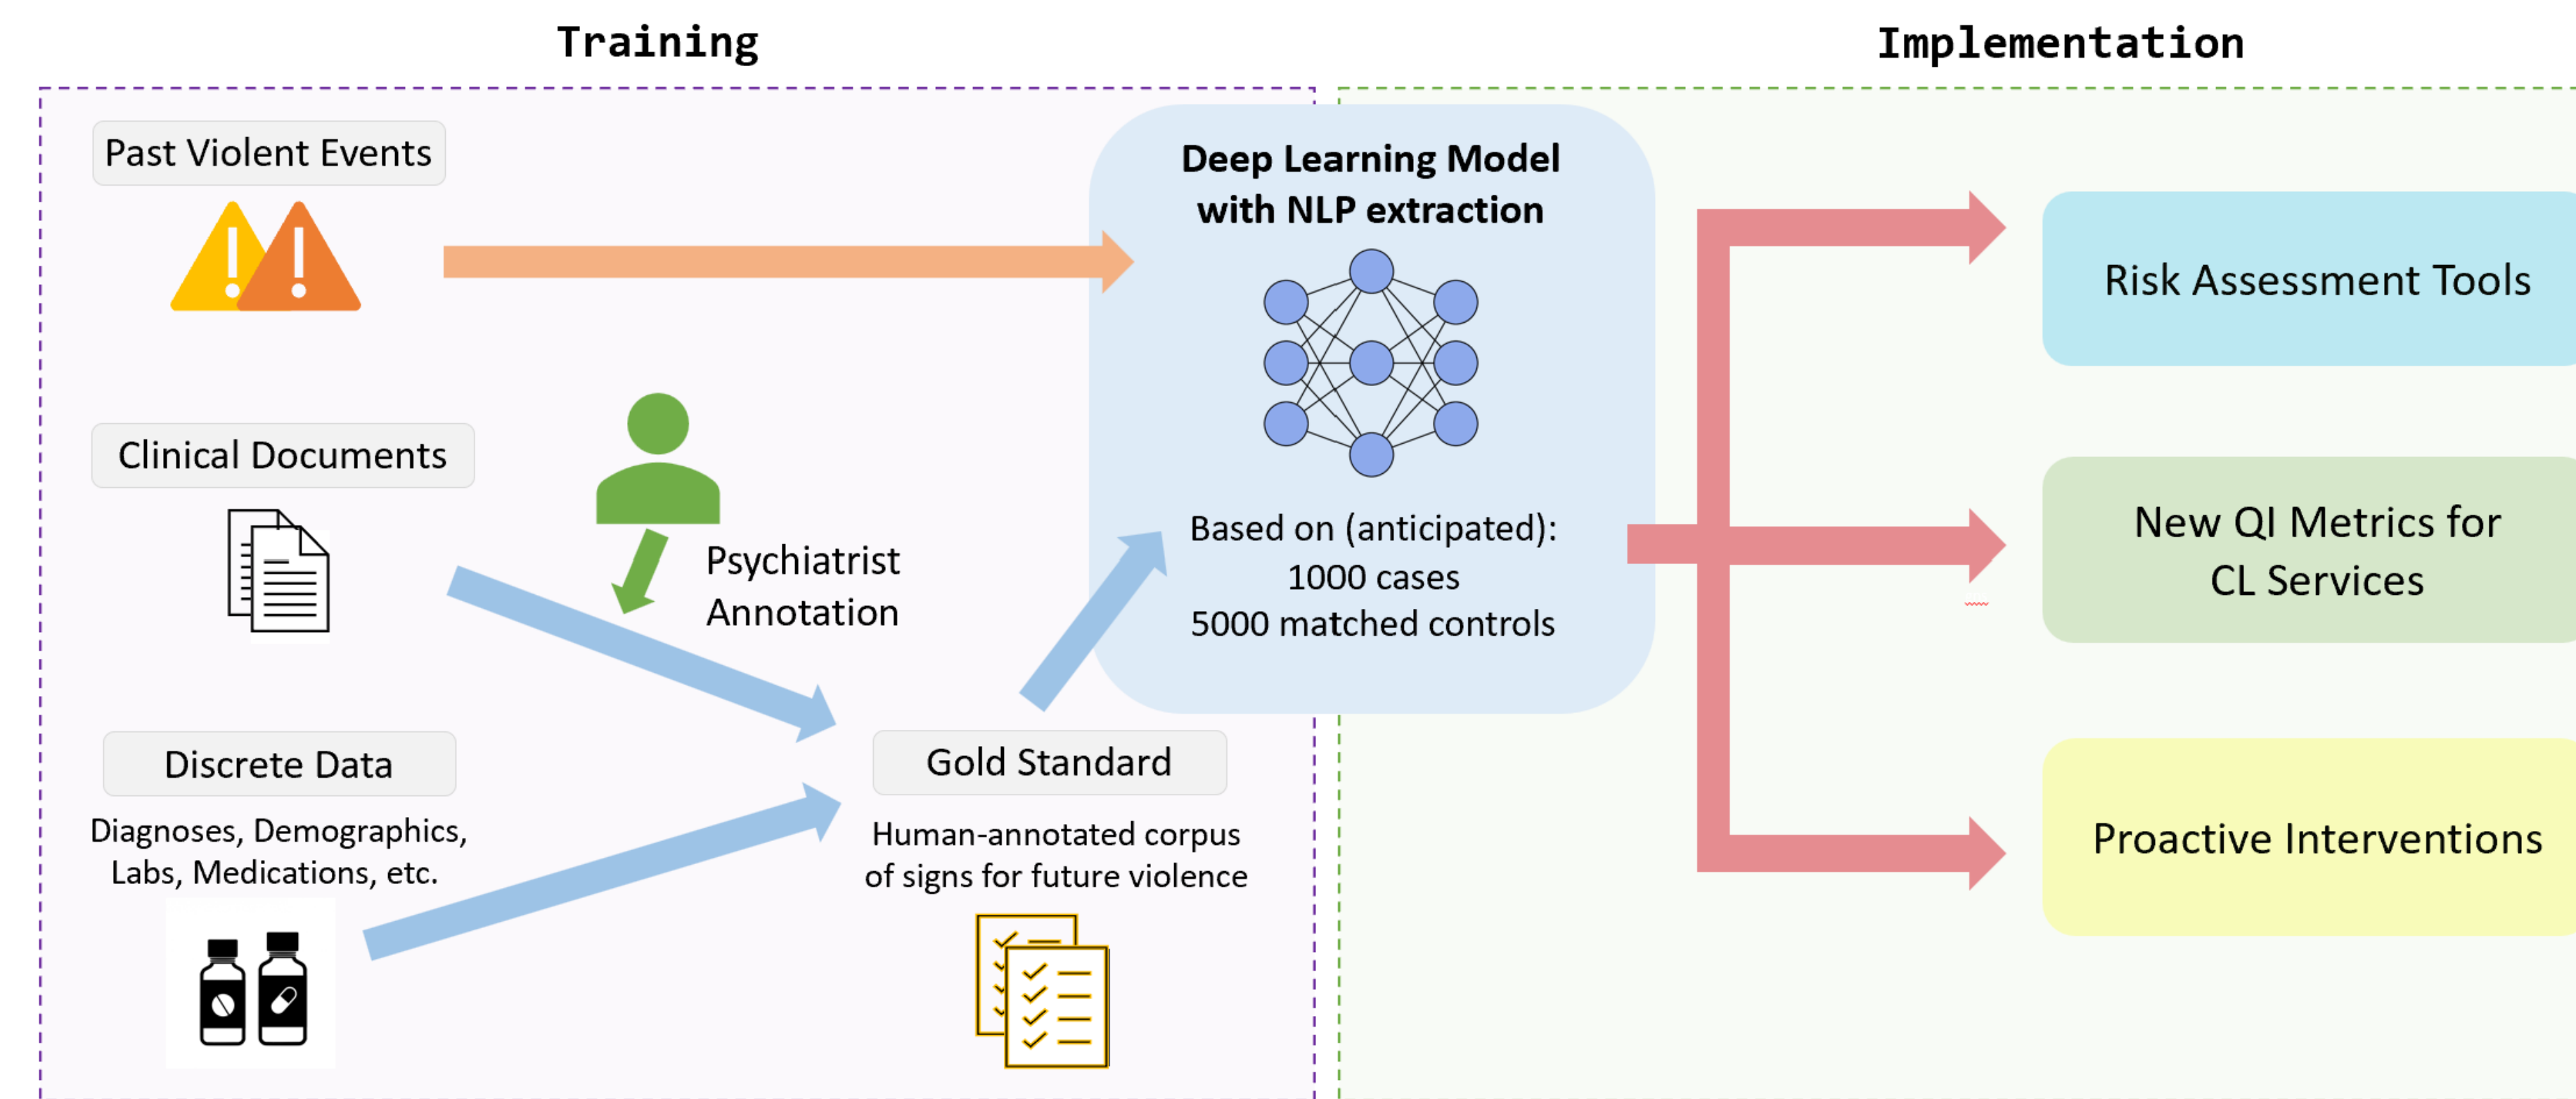 Training
Implementation
Past Violent Events
Clinical Documents
Psychiatrist
Annotation
Discrete Data
Diagnoses, Demographics,
Labs, Medications, etc.
Gold Standard
Human-annotated corpus
of signs for future violence
Deep Learning Model
with NLP extraction
Based on (anticipated):
1000 cases
5000 matched controls
Risk Assessment Tools
New QI Metrics for
CL Services
Proactive Interventions